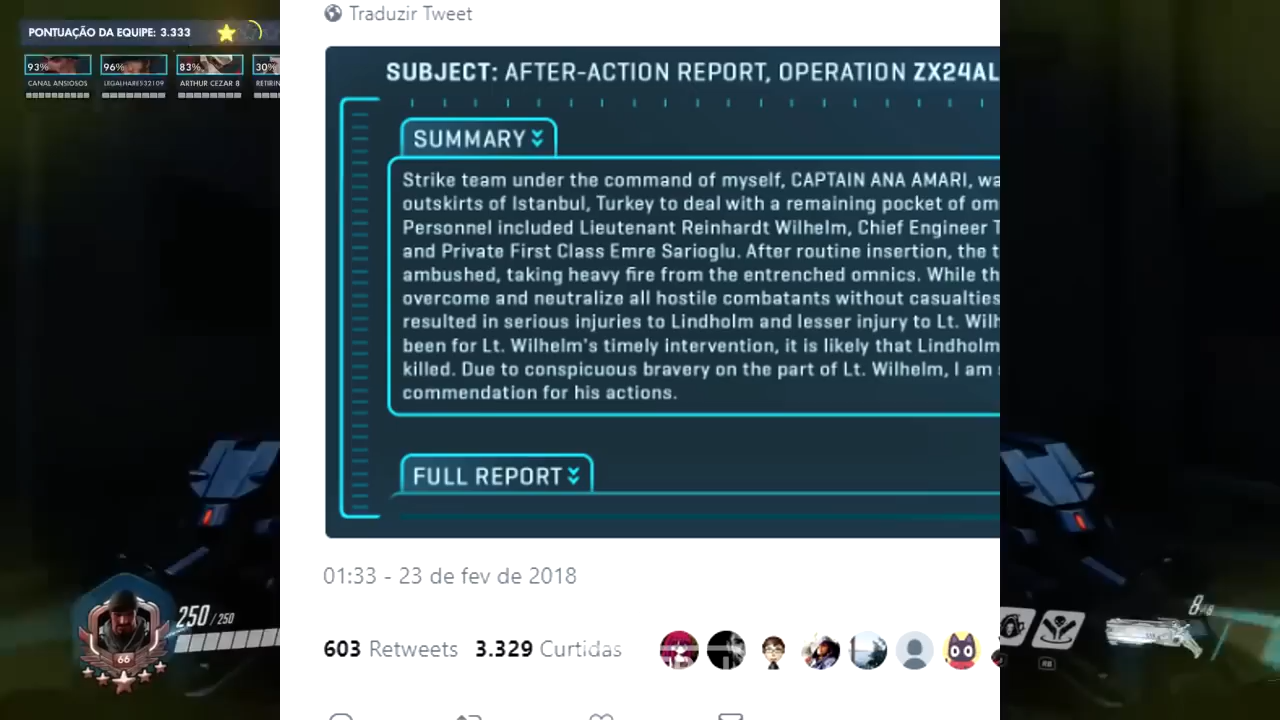 Traduzir Tweet
PONTUAÇÃO DA EQUIPE: 3.333
93% 96% 83% 30%
CANAL ANSIOSOS LEGALHARES32109 ARTHUR CEZAR 8 RETIRIN
SUBJECT: AFTER-ACTION REPORT, OPERATION ZX24AL
SUMMARY
Strike team under the command of myself, CAPTAIN ANA AMARI, wa
outskirts of Istanbul, Turkey to deal with a remaining pocket of om
Personnel included Lieutenant Reinhardt Wilhelm, Chief Engineer T
and Private First Class Emre Sarioglu. After routine insertion, the t
ambushed, taking heavy fire from the entrenched omnics. While th
overcome and neutralize all hostile combatants without casualties
resulted in serious injuries to Lindholm and lesser injury to Lt. Wilh
been for Lt. Wilhelm's timely intervention, it is likely that Lindholm
killed. Due to conspicuous bravery on the part of Lt. Wilhelm, I am
commendation for his actions.
FULL REPORT
01:33 - 23 de fev de 2018
603 Retweets 3.329 Curtidas
250/250
66
8
RB